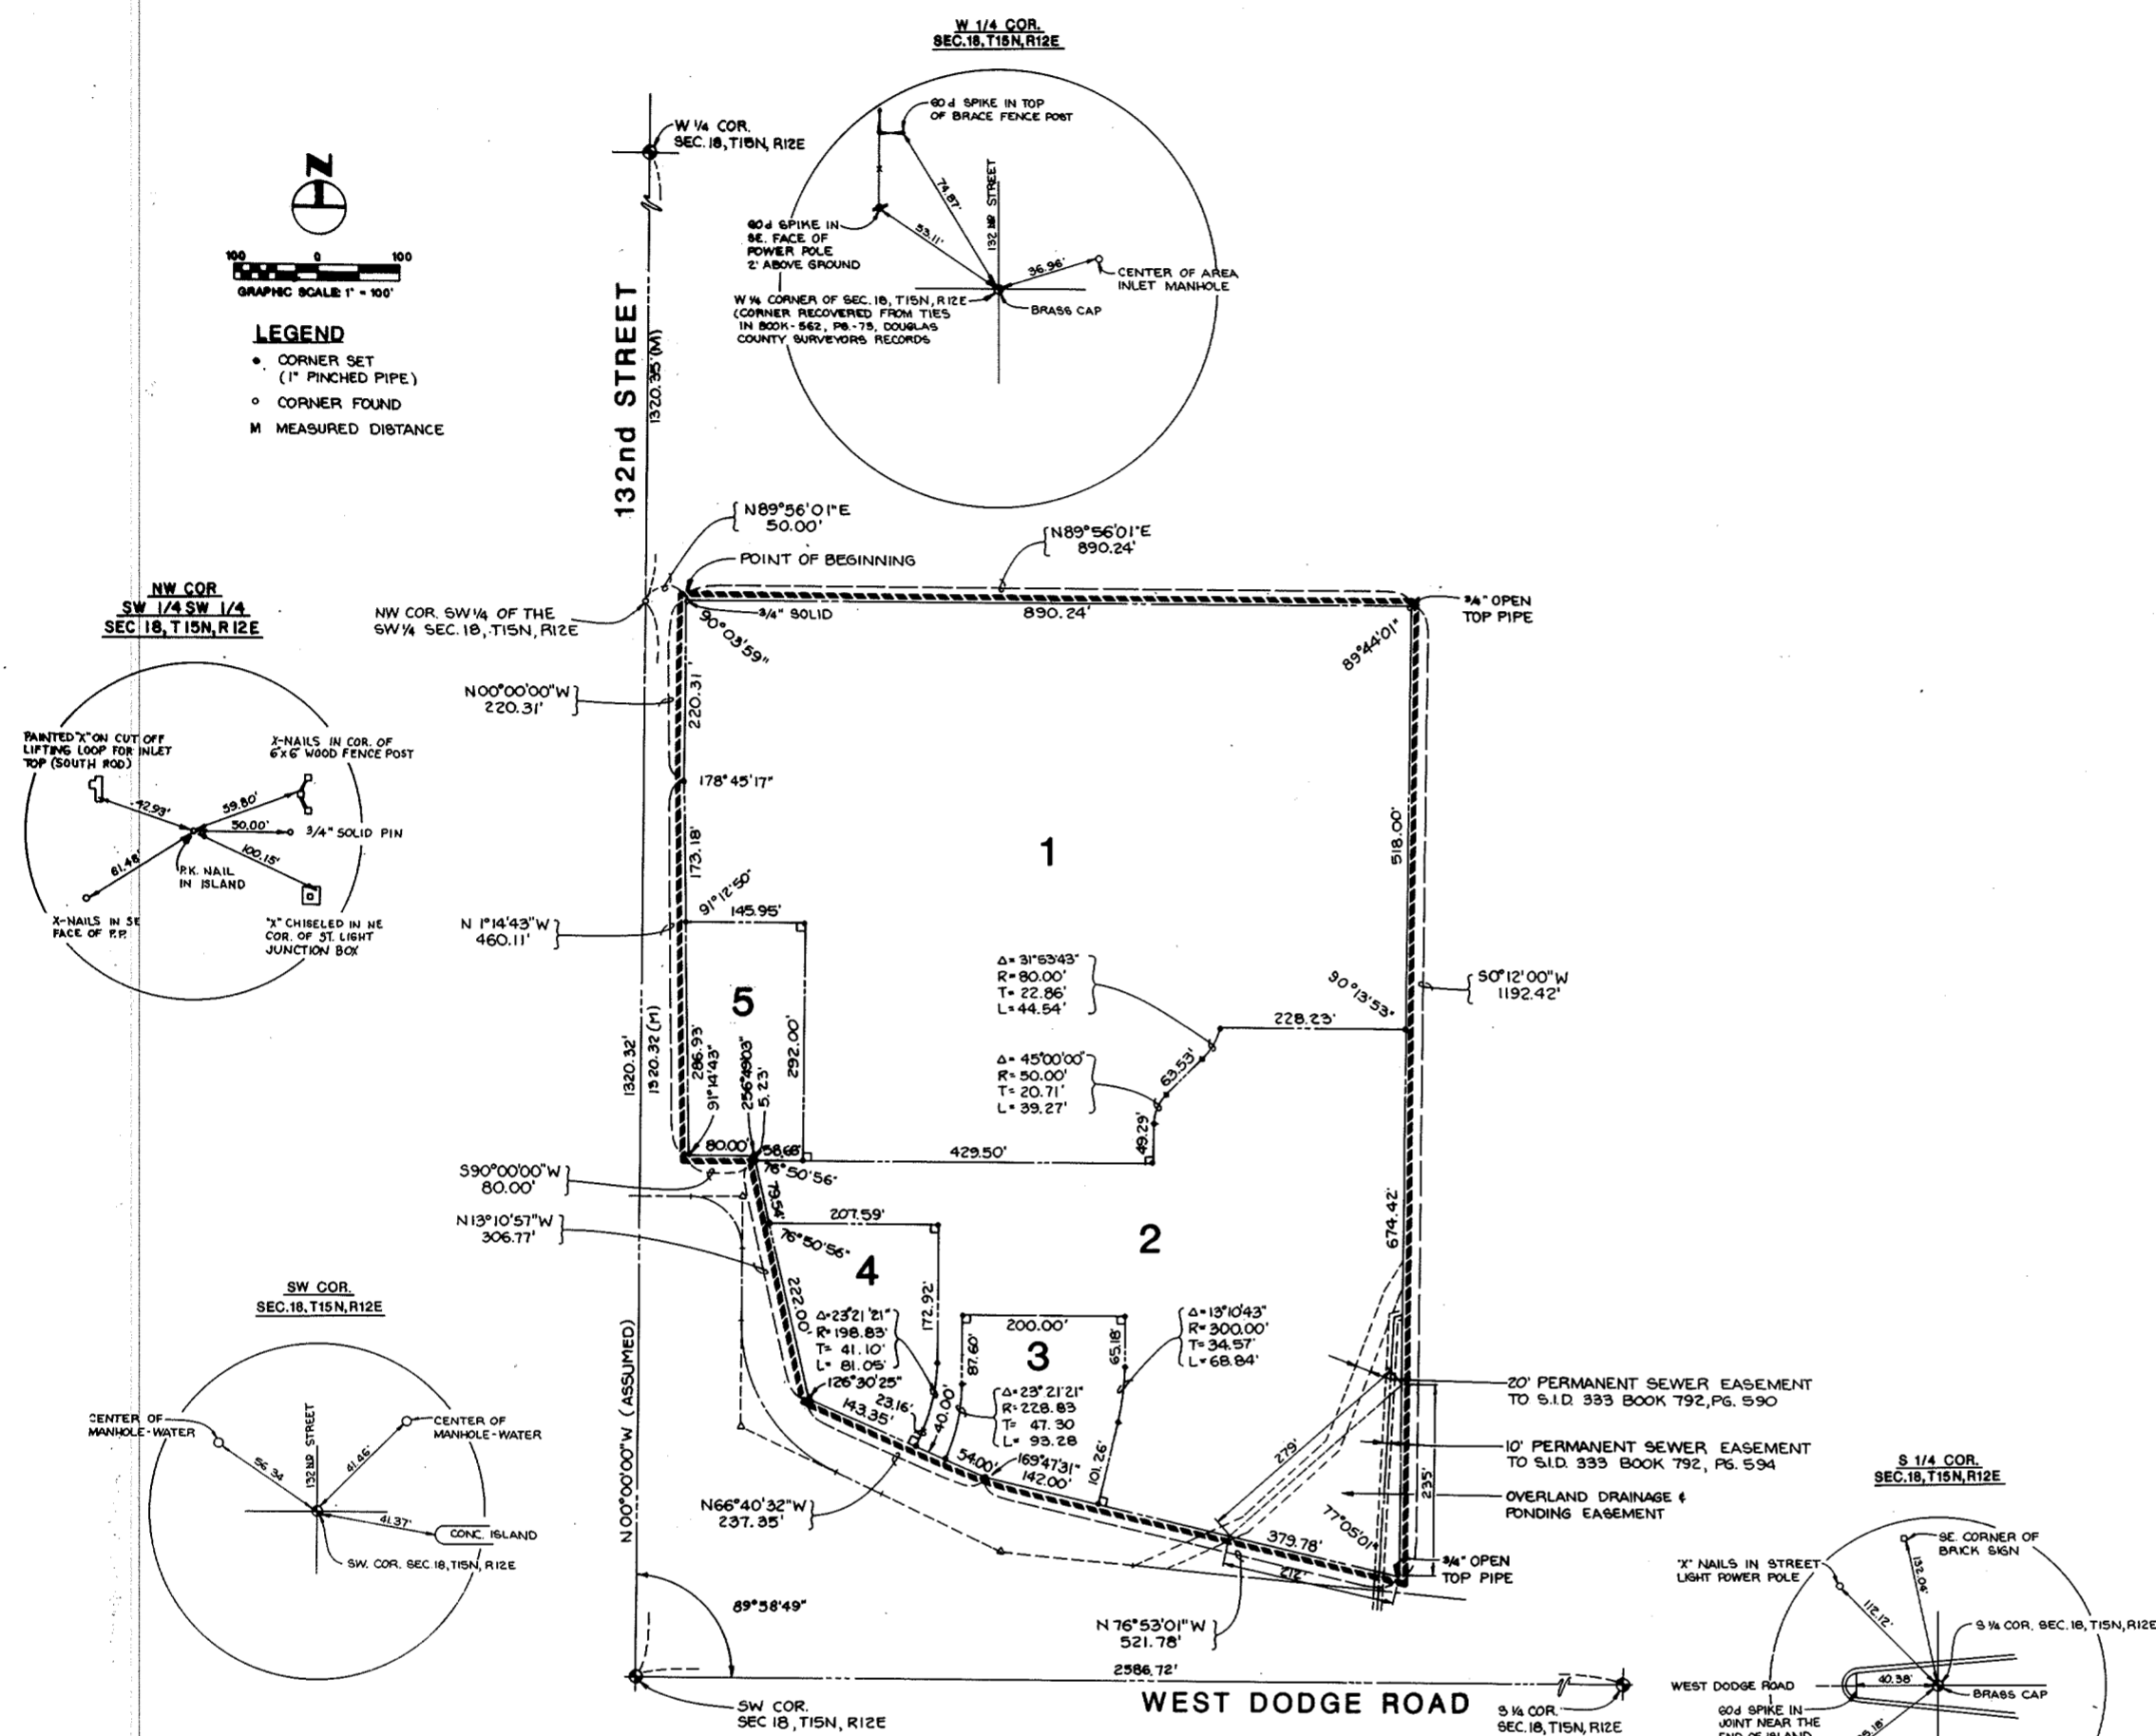 W 1/4 COR.
SEC.18,T15N,R12E
60d SPIKE IN TOP
OF BRACE FENCE POST
74.87'
132ND STREET
60d SPIKE IN
SE. FACE OF
POWER POLE
2' ABOVE GROUND
53.11'
36.96'
CENTER OF AREA
INLET MANHOLE
W ¼ CORNER OF SEC.18, T15N, R12E
(CORNER RECOVERED FROM TIES
IN BOOK-562, PG.-75, DOUGLAS
COUNTY SURVEYORS RECORDS
BRASS CAP
W ¼ COR.
SEC.18, T15N, R12E
N
100 0 100
GRAPHIC SCALE: 1" = 100'
LEGEND
CORNER SET
(1" PINCHED PIPE)
CORNER FOUND
M MEASURED DISTANCE
132nd STREET
1320.35'(M)
N89°56'01"E
50.00'
POINT OF BEGINNING
N89°56'01"E
890.24'
NW COR
SW 1/4 SW 1/4
SEC 18, T15N, R12E
NW COR. SW¼ OF THE
SW¼ SEC.18, T15N, R12E
3/4" SOLID
890.24'
3/4" OPEN
TOP PIPE
90°03'59"
89°44'01"
N00°00'00"W
220.31'
220.31'
PAINTED "X" ON CUT OFF
LIFTING LOOP FOR INLET
TOP (SOUTH ROD)
X-NAILS IN COR. OF
6"x6" WOOD FENCE POST
42.93'
59.80'
50.00'
3/4" SOLID PIN
61.48'
100.15'
P.K. NAIL
IN ISLAND
X-NAILS IN SE
FACE OF P.P.
"X" CHISELED IN NE
COR. OF ST. LIGHT
JUNCTION BOX
178°45'17"
173.18'
1
518.00'
91°12'50"
145.95'
N 1°14'43"W
460.11'
Δ= 31°53'43"
R= 80.00'
T= 22.86'
L= 44.54'
90°13'53"
S0°12'00"W
1192.42'
5
228.23'
1320.32'
1320.32'(M)
286.93'
91°14'43"
256°49'03"
5.23'
292.00'
Δ= 45°00'00"
R= 50.00'
T= 20.71'
L= 39.27'
63.53'
49.29'
80.00'
58.68'
429.50'
S90°00'00"W
80.00'
76°50'56"
79.54'
N13°10'57"W
306.77'
207.59'
76°50'56"
2
674.42'
4
222.00'
172.92'
Δ=23°21'21"
R=198.83'
T= 41.10'
L= 81.05'
200.00'
87.60'
3
65.18'
Δ=13°10'43"
R=300.00'
T=34.57'
L=68.84'
126°30'25"
143.35'
23.16'
40.00'
Δ=23°21'21"
R=228.83
T= 47.30
L= 93.28
20' PERMANENT SEWER EASEMENT
TO S.I.D. 333 BOOK 792,PG. 590
54.00'
169°47'31"
142.00'
101.26'
279'
10' PERMANENT SEWER EASEMENT
TO S.I.D. 333 BOOK 792, PG. 594
235'
N66°40'32"W
237.35'
OVERLAND DRAINAGE &
PONDING EASEMENT
379.78'
77°05'01"
212'
3/4" OPEN
TOP PIPE
N 76°53'01"W
521.78'
N 00°00'00"W (ASSUMED)
89°58'49"
2586.72'
WEST DODGE ROAD
SW COR.
SEC 18, T15N, R12E
S ¼ COR.
SEC.18, T15N, R12E
SW COR.
SEC.18, T15N, R12E
CENTER OF
MANHOLE-WATER
132ND STREET
CENTER OF
MANHOLE-WATER
56.34
41.46'
41.37'
CONC. ISLAND
SW. COR. SEC.18, T15N, R12E
S 1/4 COR.
SEC.18, T15N, R12E
SE. CORNER OF
BRICK SIGN
"X" NAILS IN STREET
LIGHT POWER POLE
132.04'
112.12'
S ¼ COR. SEC.18, T15N, R12E
WEST DODGE ROAD
40.38'
BRASS CAP
60d SPIKE IN
JOINT NEAR THE
END OF ISLAND